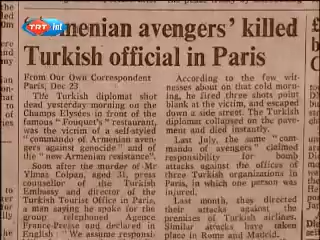 TRT int
Armenian avengers' killed
Turkish official in Paris
From Our Own Correspondent
Paris, Dec 23
The Turkish diplomat shot
dead yesterday morning on the
Champs Elysées in front of the
famous "Fouquet's" restaurant,
was the victim of a self-styled
"commando of Armenian aven-
gers against genocide" and of
the "new Armenian resistance".
Soon after the murder of Mr
Yilmas Colpan, aged 31, press
counsellor of the Turkish
Embassy and director of the
Turkish Tourist Office in Paris,
a man saying he spoke for the
group telephoned Agence
France-Presse and declared in
English: "We assume responsi-
According to the few wit-
nesses about on that cold morn-
ing, he fired three shots point
blank at the victim, and escaped
down a side street. The Turkish
diplomat collapsed on the pave-
ment and died instantly.
Last July, the same "com-
mando of avengers" claimed
responsibility for bomb
attacks against the offices of
three Turkish organizations in
Paris, in which one person was
injured.
Last month, they directed
their attacks against the
premises of Turkish airlines.
Similar attacks have taken
place in Rome and Madrid.